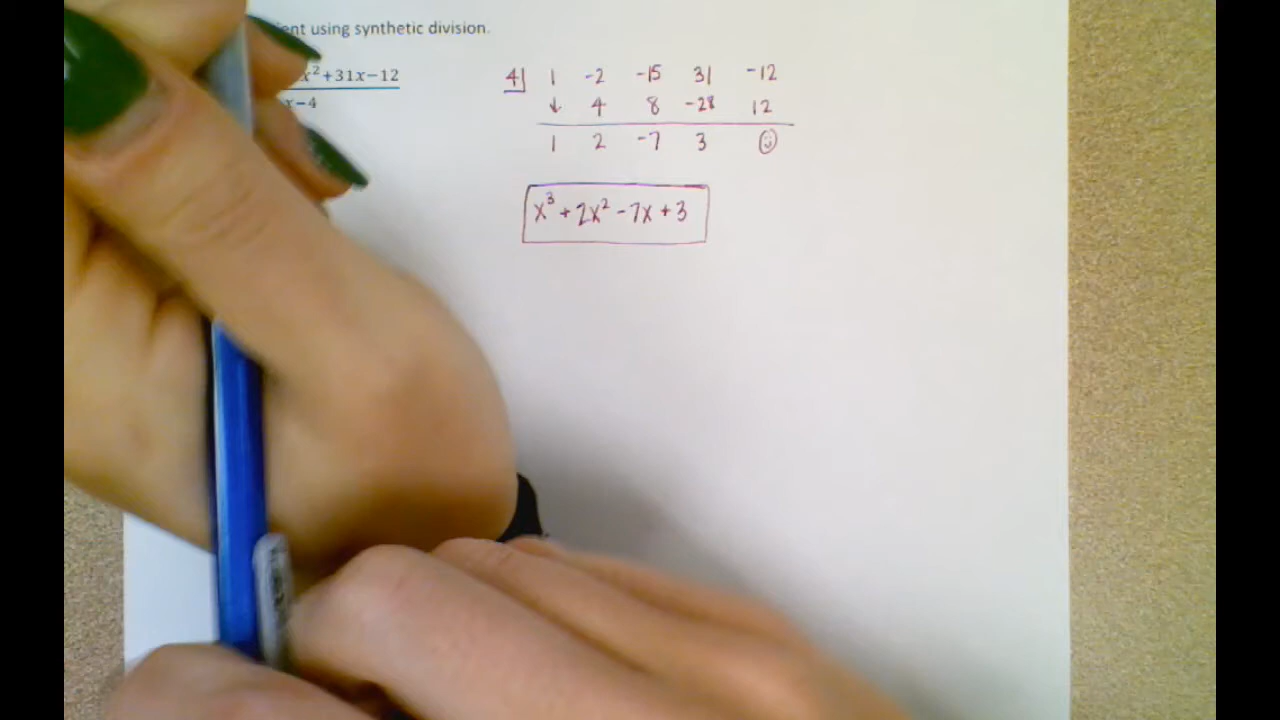 using synthetic division.
x²+31x−12
x−4
4 1 -2 -15 31 -12
↓ 4 8 -28 12
1 2 -7 3 ☺
x³ + 2x² - 7x + 3